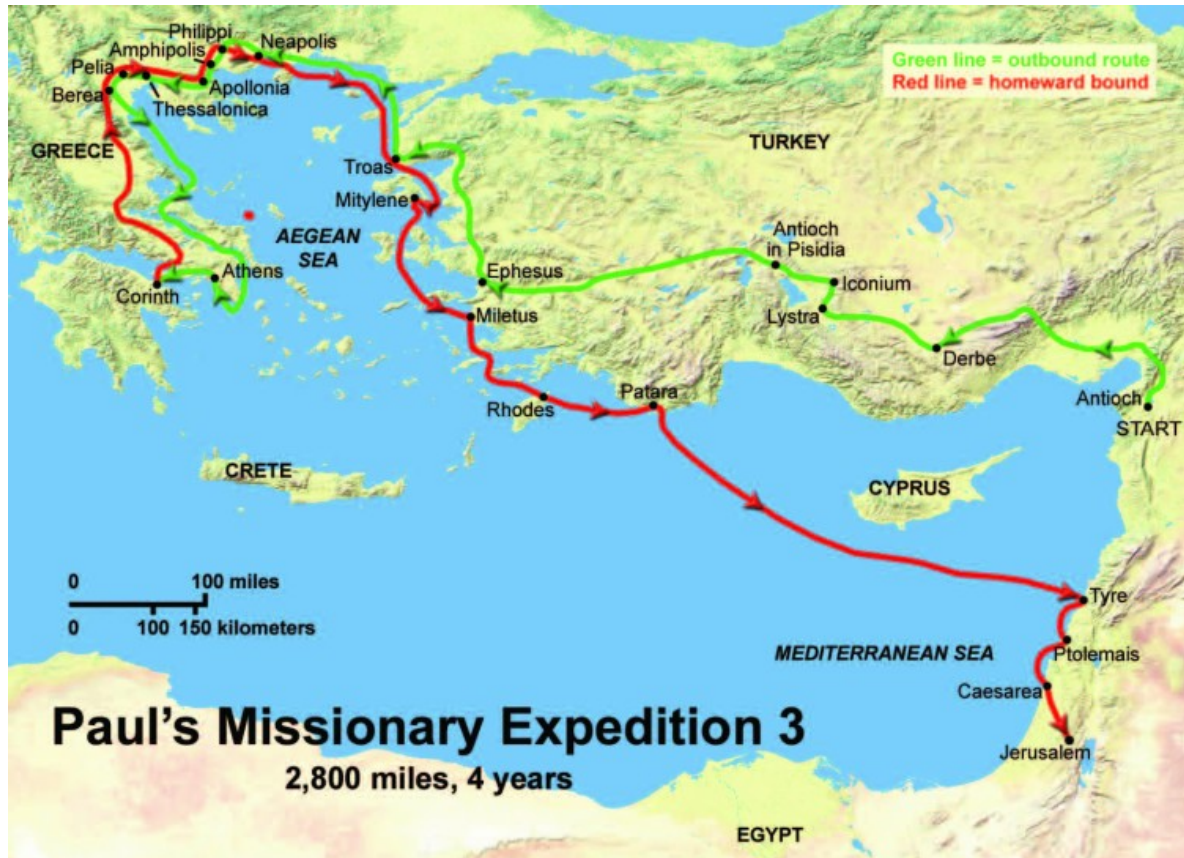 Philippi
Neapolis
Amphipolis
Pelia
Apollonia
Berea
Thessalonica
Green line = outbound route
Red line = homeward bound
GREECE
TURKEY
Troas
Mitylene
AEGEAN
SEA
Antioch
in Pisidia
Athens
Ephesus
Iconium
Corinth
Lystra
Miletus
Derbe
Patara
Rhodes
Antioch
START
CRETE
CYPRUS
0 100 miles
0 100 150 kilometers
Tyre
MEDITERRANEAN SEA
Ptolemais
Caesarea
Paul's Missionary Expedition 3
Jerusalem
2,800 miles, 4 years
EGYPT